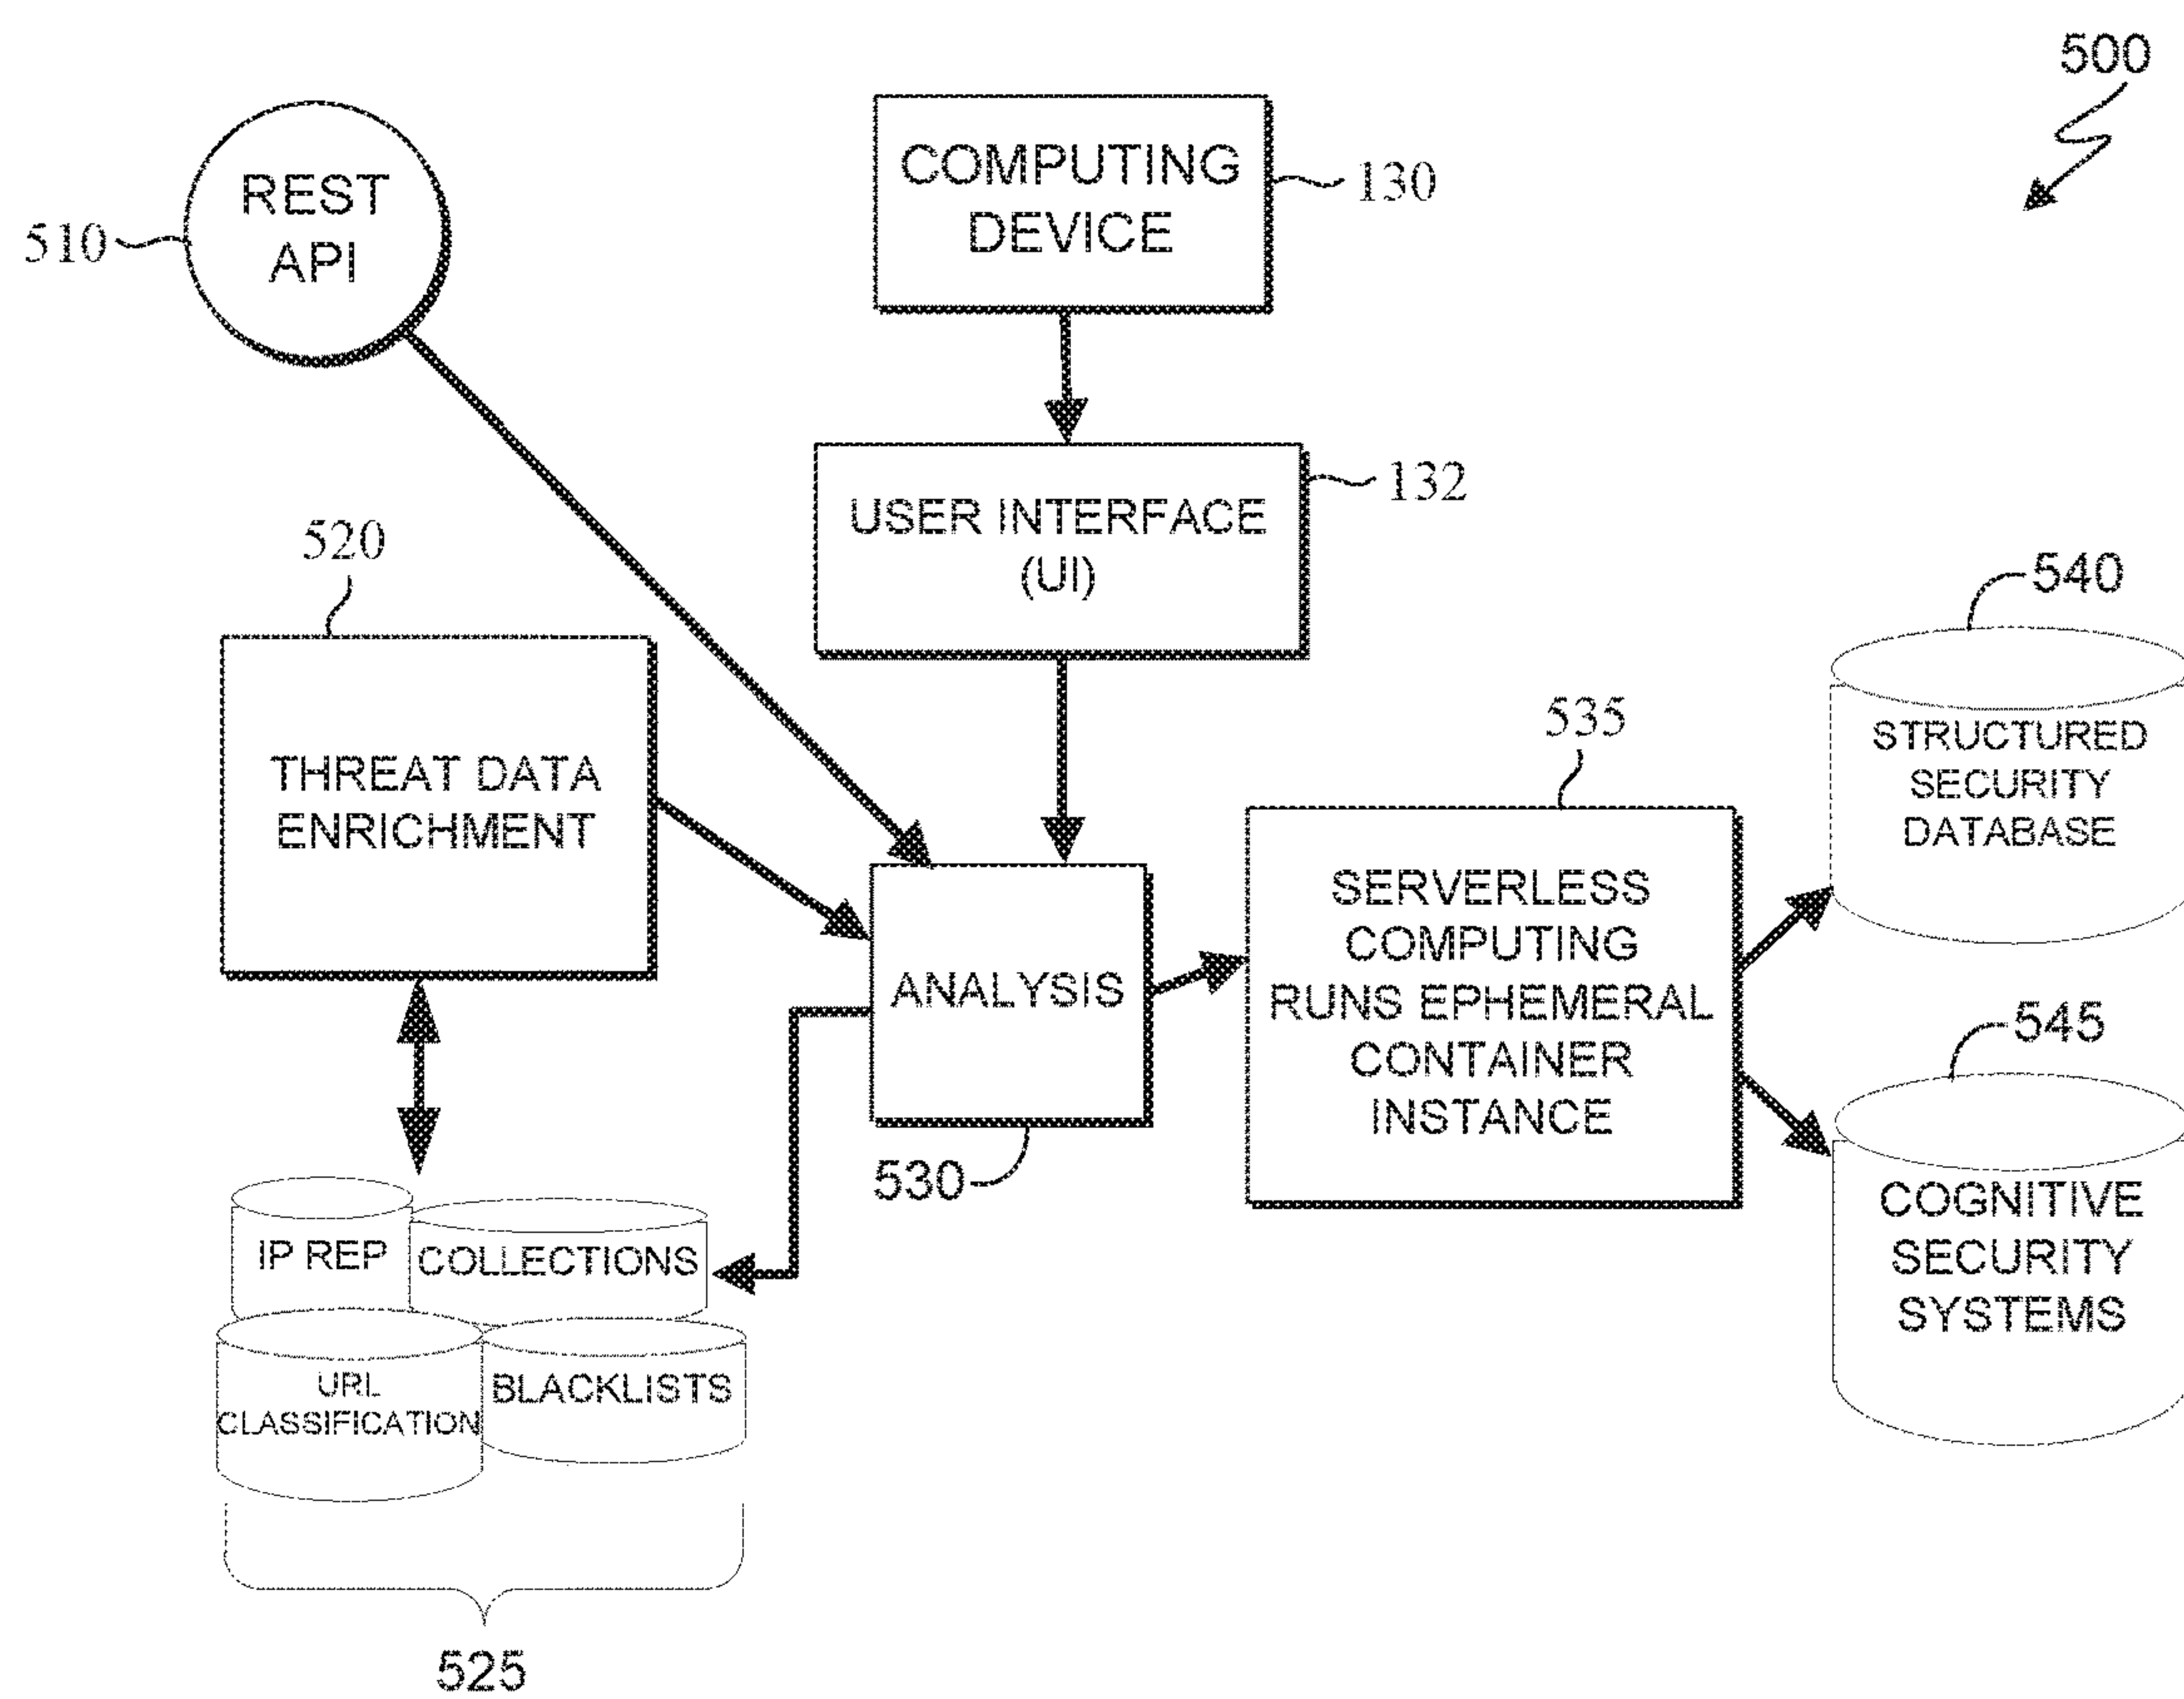 500
REST
API
510
COMPUTING
DEVICE
130
USER INTERFACE
(UI)
132
520
THREAT DATA
ENRICHMENT
540
STRUCTURED
SECURITY
DATABASE
535
SERVERLESS
COMPUTING
RUNS EPHEMERAL
CONTAINER
INSTANCE
ANALYSIS
530
545
COGNITIVE
SECURITY
SYSTEMS
IP REP
COLLECTIONS
URL
CLASSIFICATION
BLACKLISTS
525